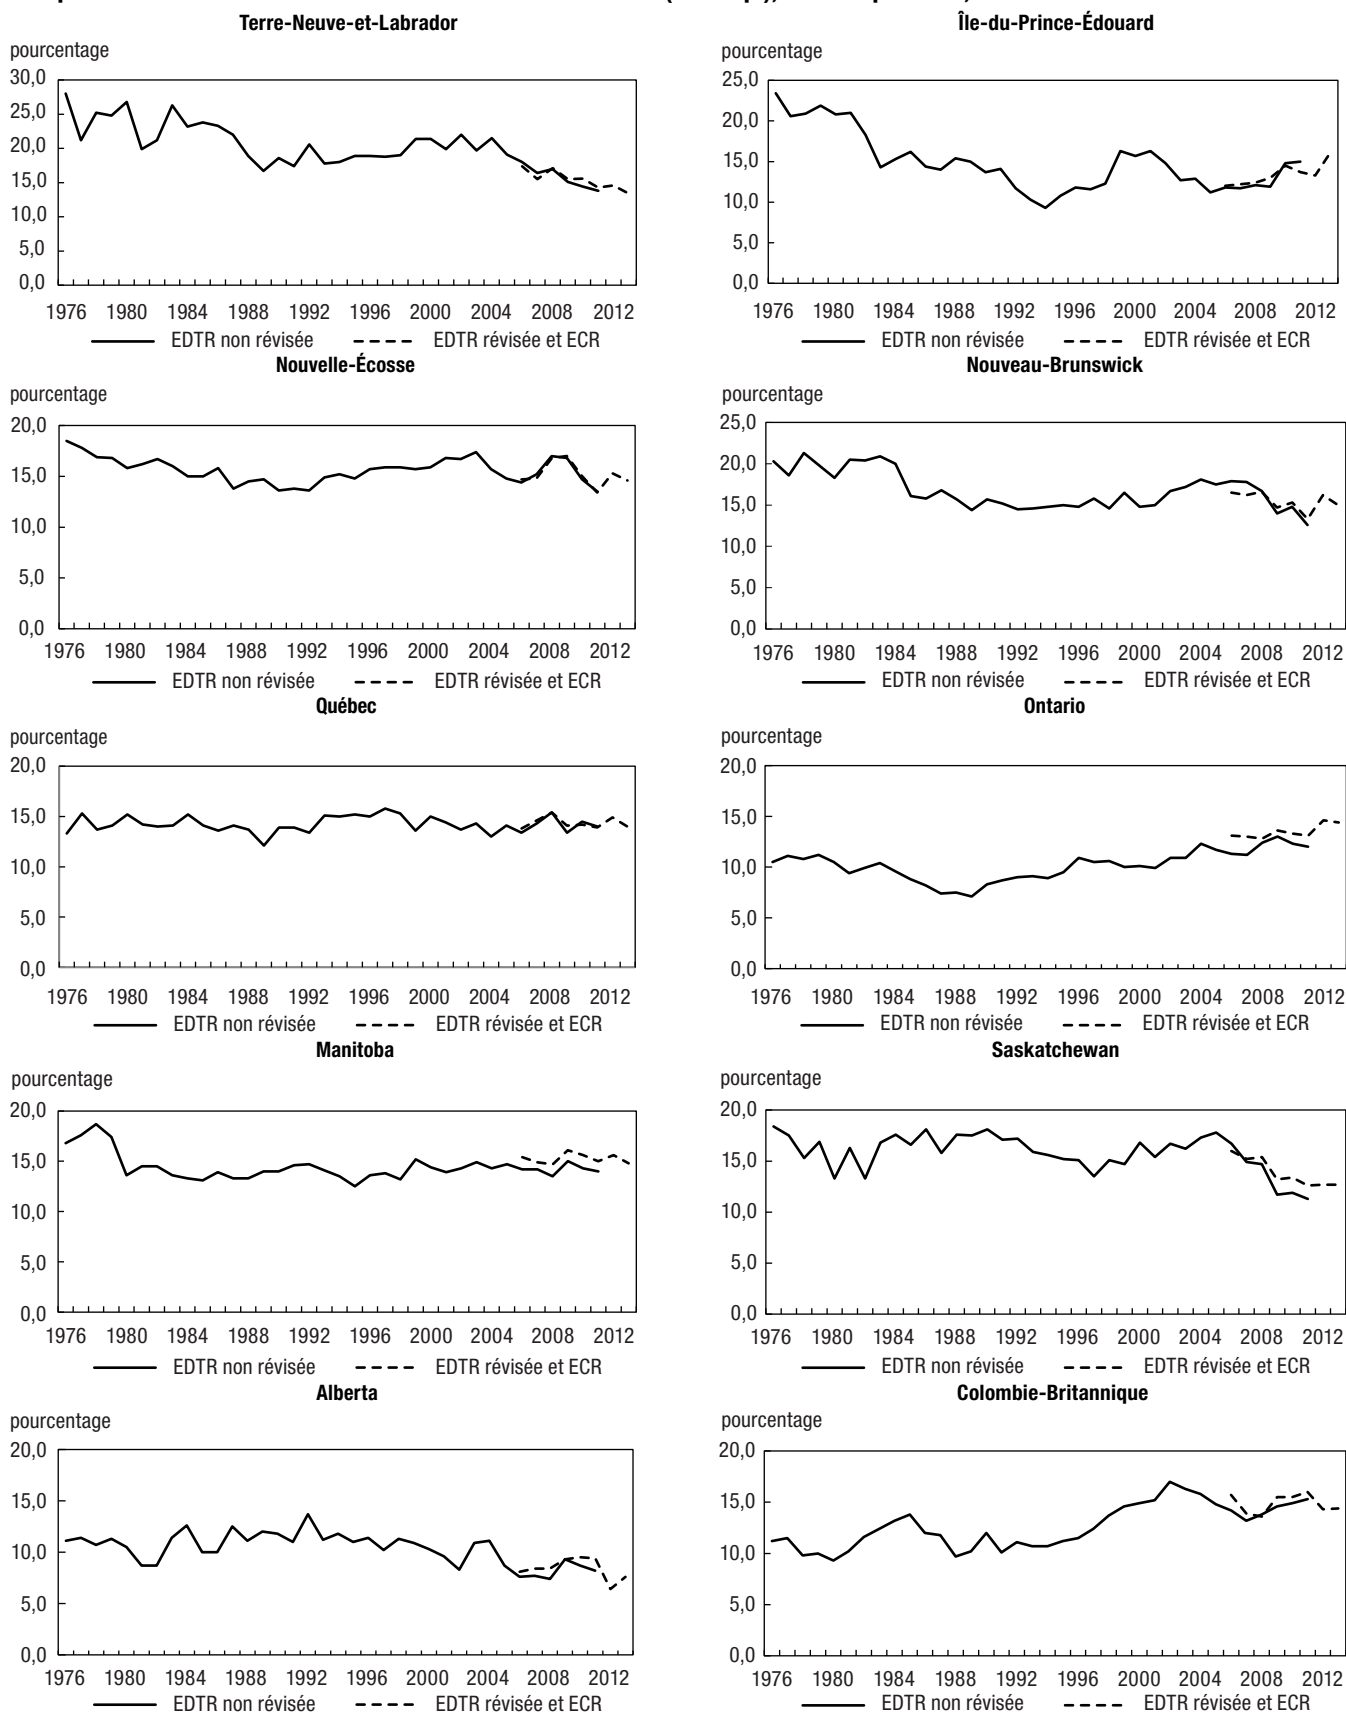 Terre-Neuve-et-Labrador
pourcentage
30,0
25,0
20,0
15,0
10,0
5,0
0,0
1976 1980 1984 1988 1992 1996 2000 2004 2008 2012
EDTR non révisée EDTR révisée et ECR
Île-du-Prince-Édouard
pourcentage
25,0
20,0
15,0
10,0
5,0
0,0
1976 1980 1984 1988 1992 1996 2000 2004 2008 2012
EDTR non révisée EDTR révisée et ECR
Nouvelle-Écosse
pourcentage
20,0
15,0
10,0
5,0
0,0
1976 1980 1984 1988 1992 1996 2000 2004 2008 2012
EDTR non révisée EDTR révisée et ECR
Nouveau-Brunswick
pourcentage
25,0
20,0
15,0
10,0
5,0
0,0
1976 1980 1984 1988 1992 1996 2000 2004 2008 2012
EDTR non révisée EDTR révisée et ECR
Québec
pourcentage
20,0
15,0
10,0
5,0
0,0
1976 1980 1984 1988 1992 1996 2000 2004 2008 2012
EDTR non révisée EDTR révisée et ECR
Ontario
pourcentage
20,0
15,0
10,0
5,0
0,0
1976 1980 1984 1988 1992 1996 2000 2004 2008 2012
EDTR non révisée EDTR révisée et ECR
Manitoba
pourcentage
20,0
15,0
10,0
5,0
0,0
1976 1980 1984 1988 1992 1996 2000 2004 2008 2012
EDTR non révisée EDTR révisée et ECR
Saskatchewan
pourcentage
20,0
15,0
10,0
5,0
0,0
1976 1980 1984 1988 1992 1996 2000 2004 2008 2012
EDTR non révisée EDTR révisée et ECR
Alberta
pourcentage
20,0
15,0
10,0
5,0
0,0
1976 1980 1984 1988 1992 1996 2000 2004 2008 2012
EDTR non révisée EDTR révisée et ECR
Colombie-Britannique
pourcentage
20,0
15,0
10,0
5,0
0,0
1976 1980 1984 1988 1992 1996 2000 2004 2008 2012
EDTR non révisée EDTR révisée et ECR